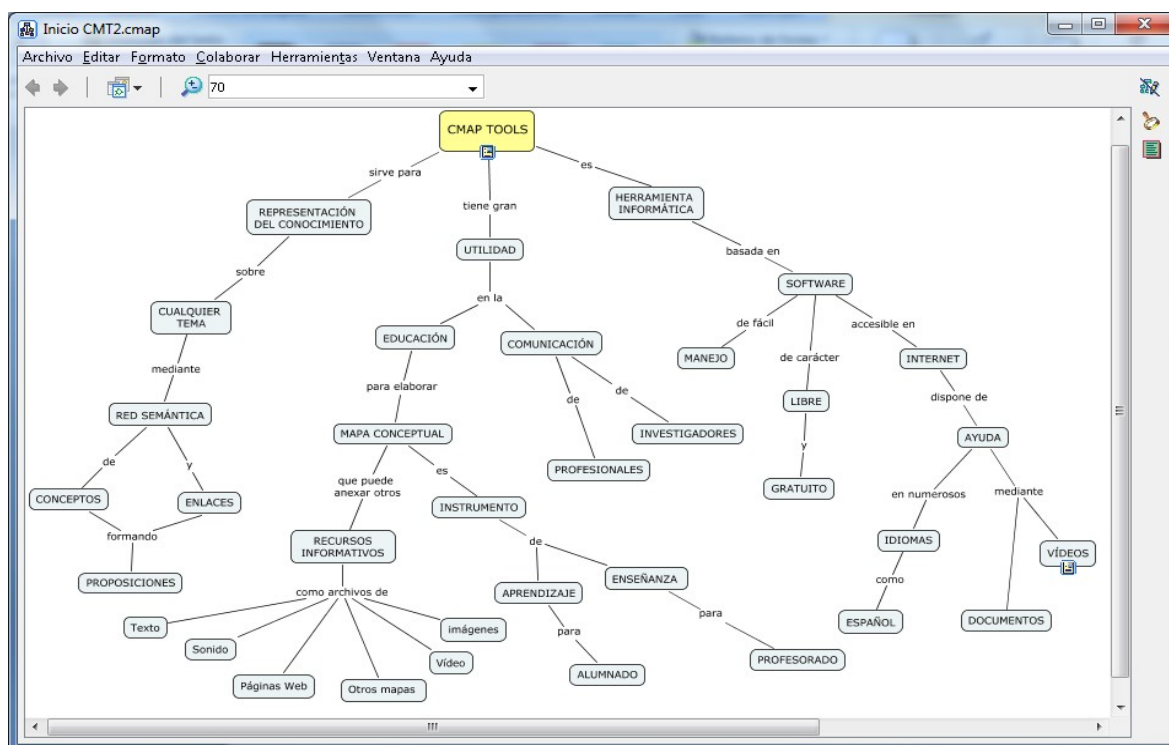 Inicio CMT2.cmap
Archivo Editar Formato Colaborar Herramientas Ventana Ayuda
70
CMAP TOOLS
sirve para
tiene gran
es
REPRESENTACIÓN
DEL CONOCIMIENTO
HERRAMIENTA
INFORMÁTICA
UTILIDAD
basada en
sobre
SOFTWARE
en la
CUALQUIER
TEMA
EDUCACIÓN
COMUNICACIÓN
de fácil
accesible en
MANEJO
de carácter
INTERNET
mediante
para elaborar
de
de
LIBRE
dispone de
RED SEMÁNTICA
MAPA CONCEPTUAL
INVESTIGADORES
AYUDA
y
de
y
es
PROFESIONALES
que puede
anexar otros
GRATUITO
en numerosos
mediante
CONCEPTOS
ENLACES
INSTRUMENTO
formando
RECURSOS
INFORMATIVOS
de
IDIOMAS
VÍDEOS
PROPOSICIONES
ENSEÑANZA
como
como archivos de
APRENDIZAJE
para
ESPAÑOL
DOCUMENTOS
Texto
imágenes
para
Sonido
Vídeo
PROFESORADO
ALUMNADO
Páginas Web
Otros mapas